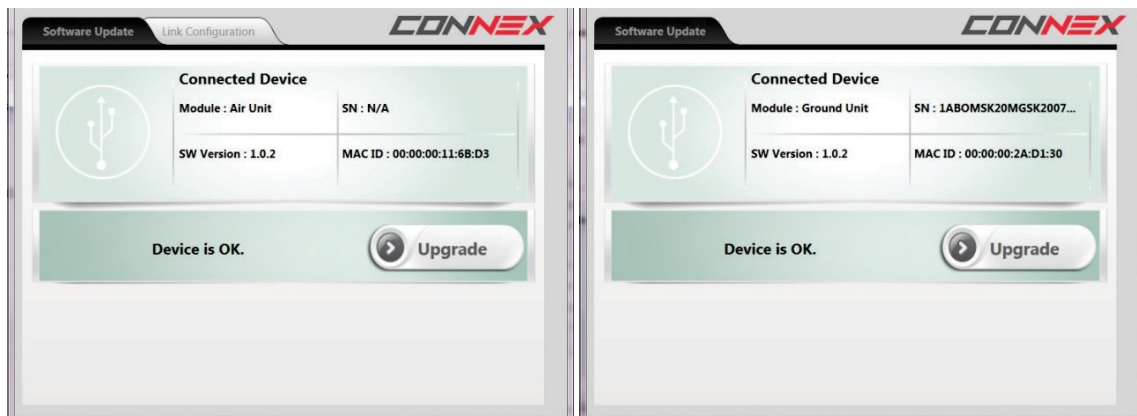 Software Update
Link Configuration
CONNEX
Connected Device
Module : Air Unit
SN : N/A
SW Version : 1.0.2
MAC ID : 00:00:00:11:6B:D3
Device is OK.
Upgrade
Software Update
CONNEX
Connected Device
Module : Ground Unit
SN : 1ABOMSK20MGSK2007...
SW Version : 1.0.2
MAC ID : 00:00:00:2A:D1:30
Device is OK.
Upgrade